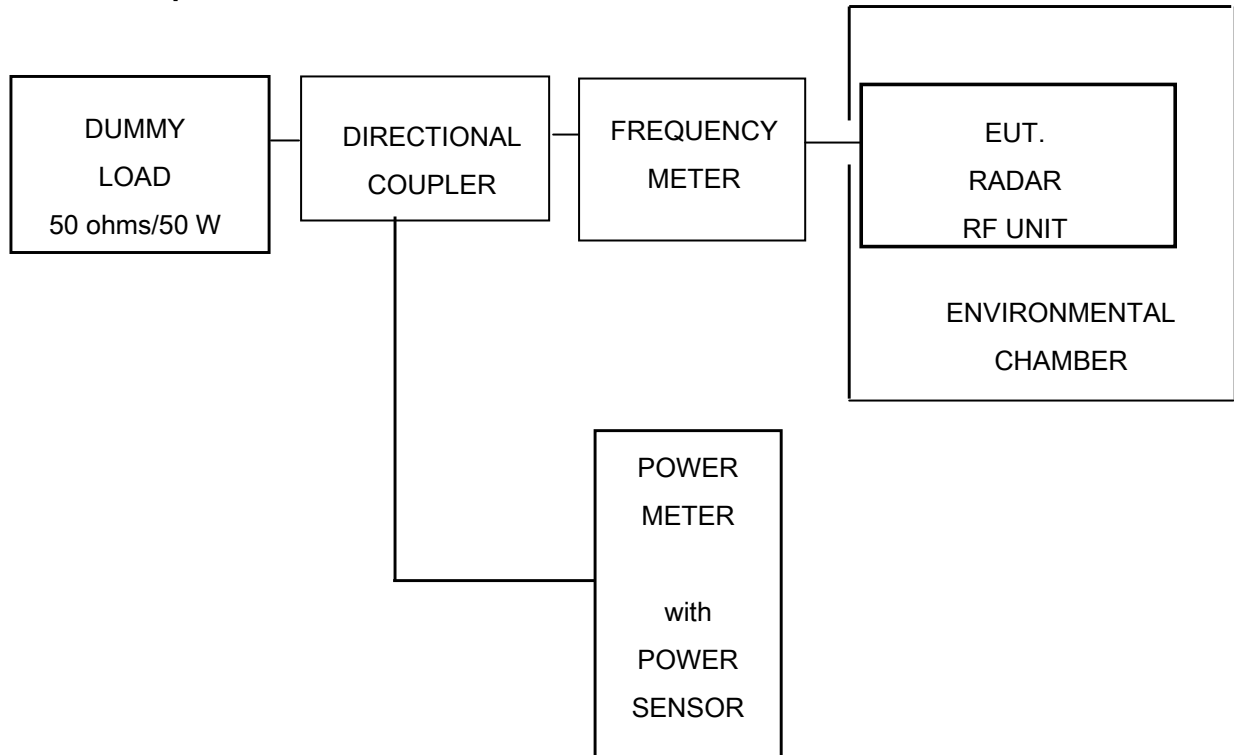 DUMMY
LOAD
50 ohms/50 W
DIRECTIONAL
COUPLER
FREQUENCY
METER
EUT.
RADAR
RF UNIT
ENVIRONMENTAL
CHAMBER
POWER
METER
with
POWER
SENSOR